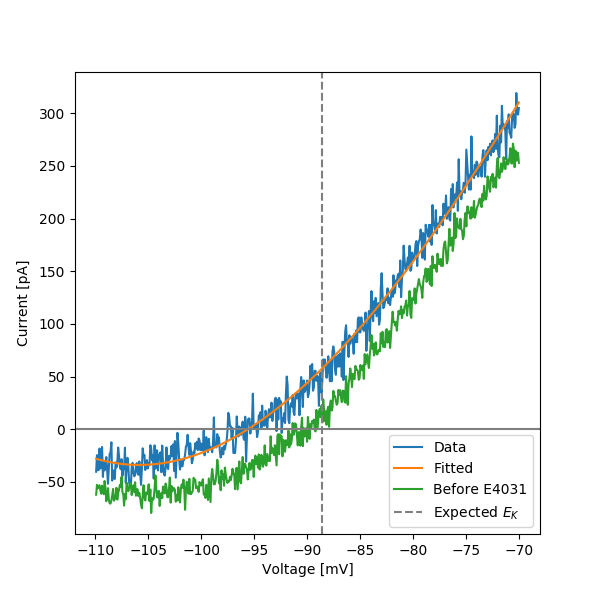 300
250
200
150
100
50
0
−50
Current [pA]
−110 −105 −100 −95 −90 −85 −80 −75 −70
Voltage [mV]
Data
Fitted
Before E4031
Expected E_K